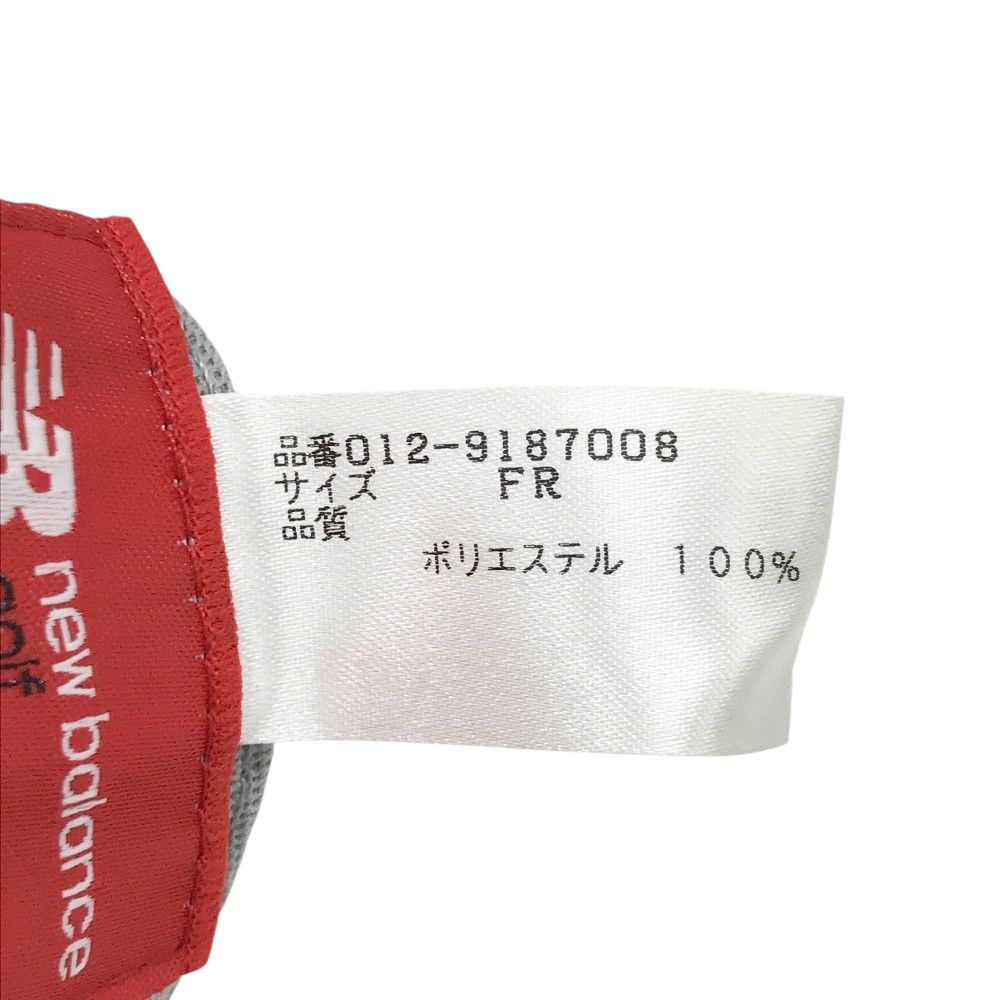 品番012-9187008
サイズ FR
品質
ポリエステル 100%
new balance
golf